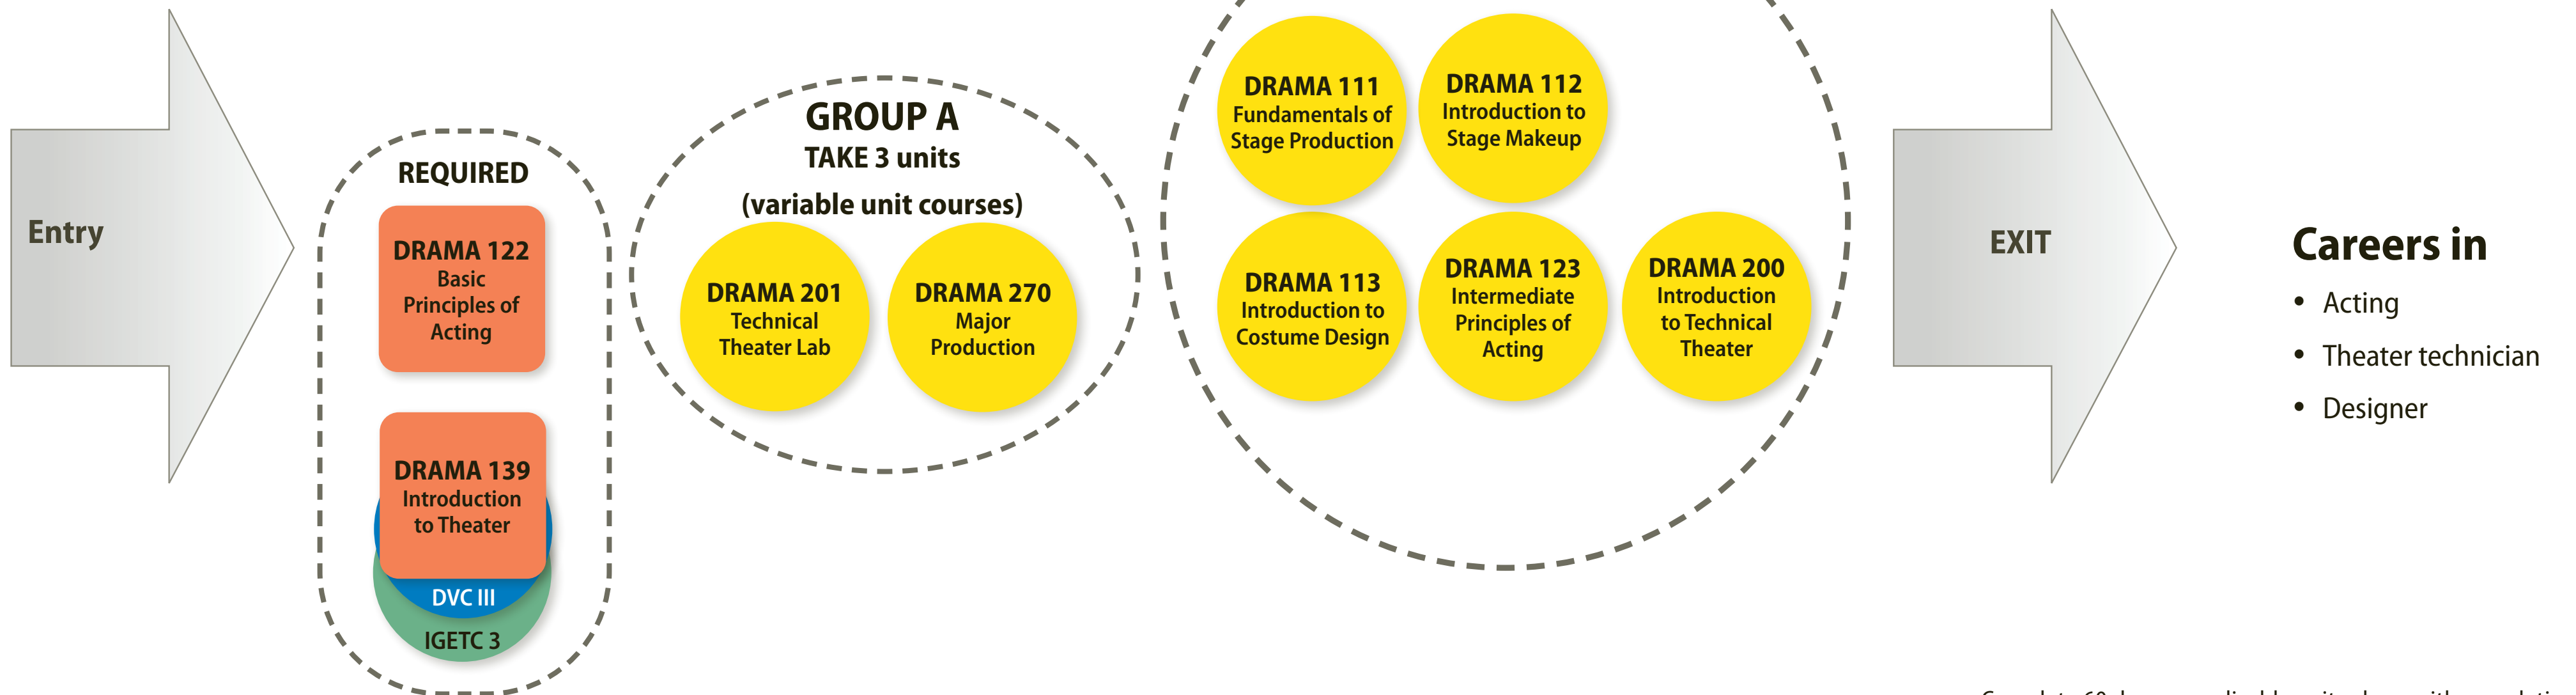 Entry
REQUIRED
DRAMA 122
Basic
Principles of
Acting
DRAMA 139
Introduction
to Theater
DVC III
IGETC 3
GROUP A
TAKE 3 units
(variable unit courses)
DRAMA 201
Technical
Theater Lab
DRAMA 270
Major
Production
DRAMA 111
Fundamentals of
Stage Production
DRAMA 112
Introduction to
Stage Makeup
DRAMA 113
Introduction to
Costume Design
DRAMA 123
Intermediate
Principles of
Acting
DRAMA 200
Introduction
to Technical
Theater
EXIT
Careers in
• Acting
• Theater technician
• Designer